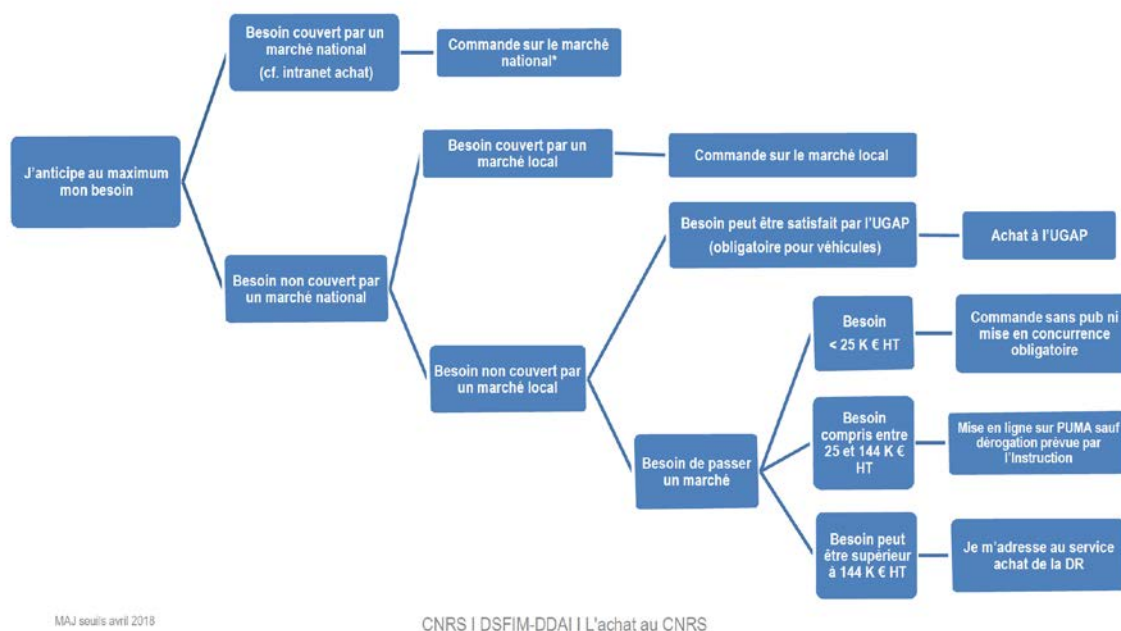 Besoin couvert par un
marché national
(cf. intranet achat)
Commande sur le marché
national*
J'anticipe au maximum
mon besoin
Besoin couvert par un
marché local
Commande sur le marché local
Besoin non couvert par
un marché national
Besoin peut être satisfait par l'UGAP
(obligatoire pour véhicules)
Achat à l'UGAP
Besoin non couvert par
un marché local
Besoin
< 25 K € HT
Commande sans pub ni
mise en concurrence
obligatoire
Besoin de passer
un marché
Besoin
compris entre
25 et 144 K €
HT
Mise en ligne sur PUMA sauf
dérogation prévue par
l'Instruction
Besoin peut
être supérieur
à 144 K € HT
Je m'adresse au service
achat de la DR
MAJ seuils avril 2018
CNRS I DSFIM-DDAI I L'achat au CNRS